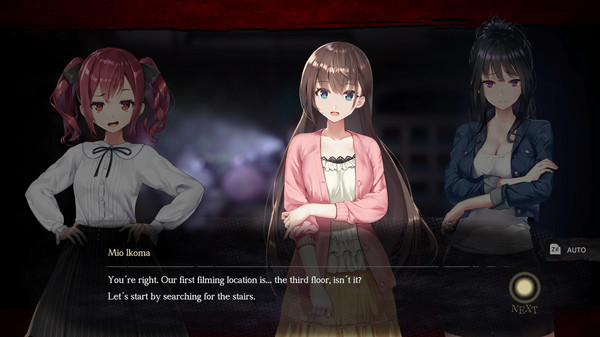 Mio Ikoma
You´re right. Our first filming location is... the third floor, isn´t it?
Let´s start by searching for the stairs.
AUTO
NEXT